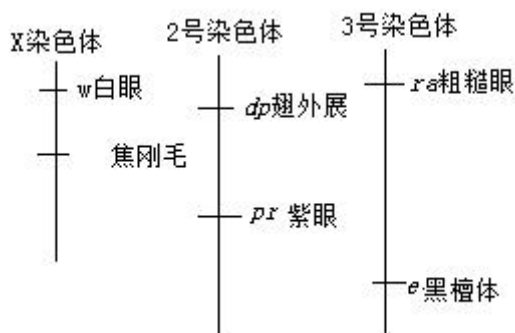 X染色体
2号染色体
3号染色体
w白眼
dp翅外展
ra粗糙眼
焦刚毛
pr紫眼
e黑檀体